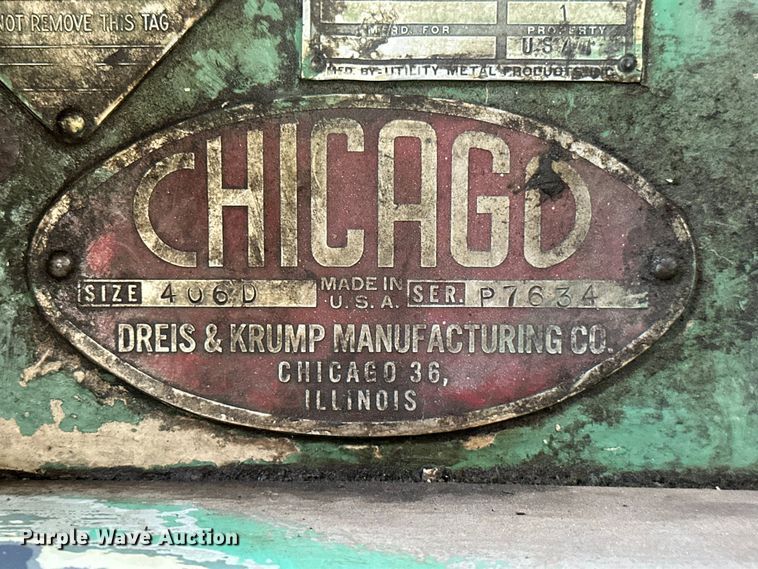 NOT REMOVE THIS TAG
1
MFRD. FOR PROPERTY
U.S.A.F.
MFD. BY-UTILITY METAL PRODUCTS INC.
CHICAGO
SIZE 406D MADE IN U.S.A. SER. P7634
DREIS & KRUMP MANUFACTURING CO.
CHICAGO 36,
ILLINOIS
Purple Wave Auction